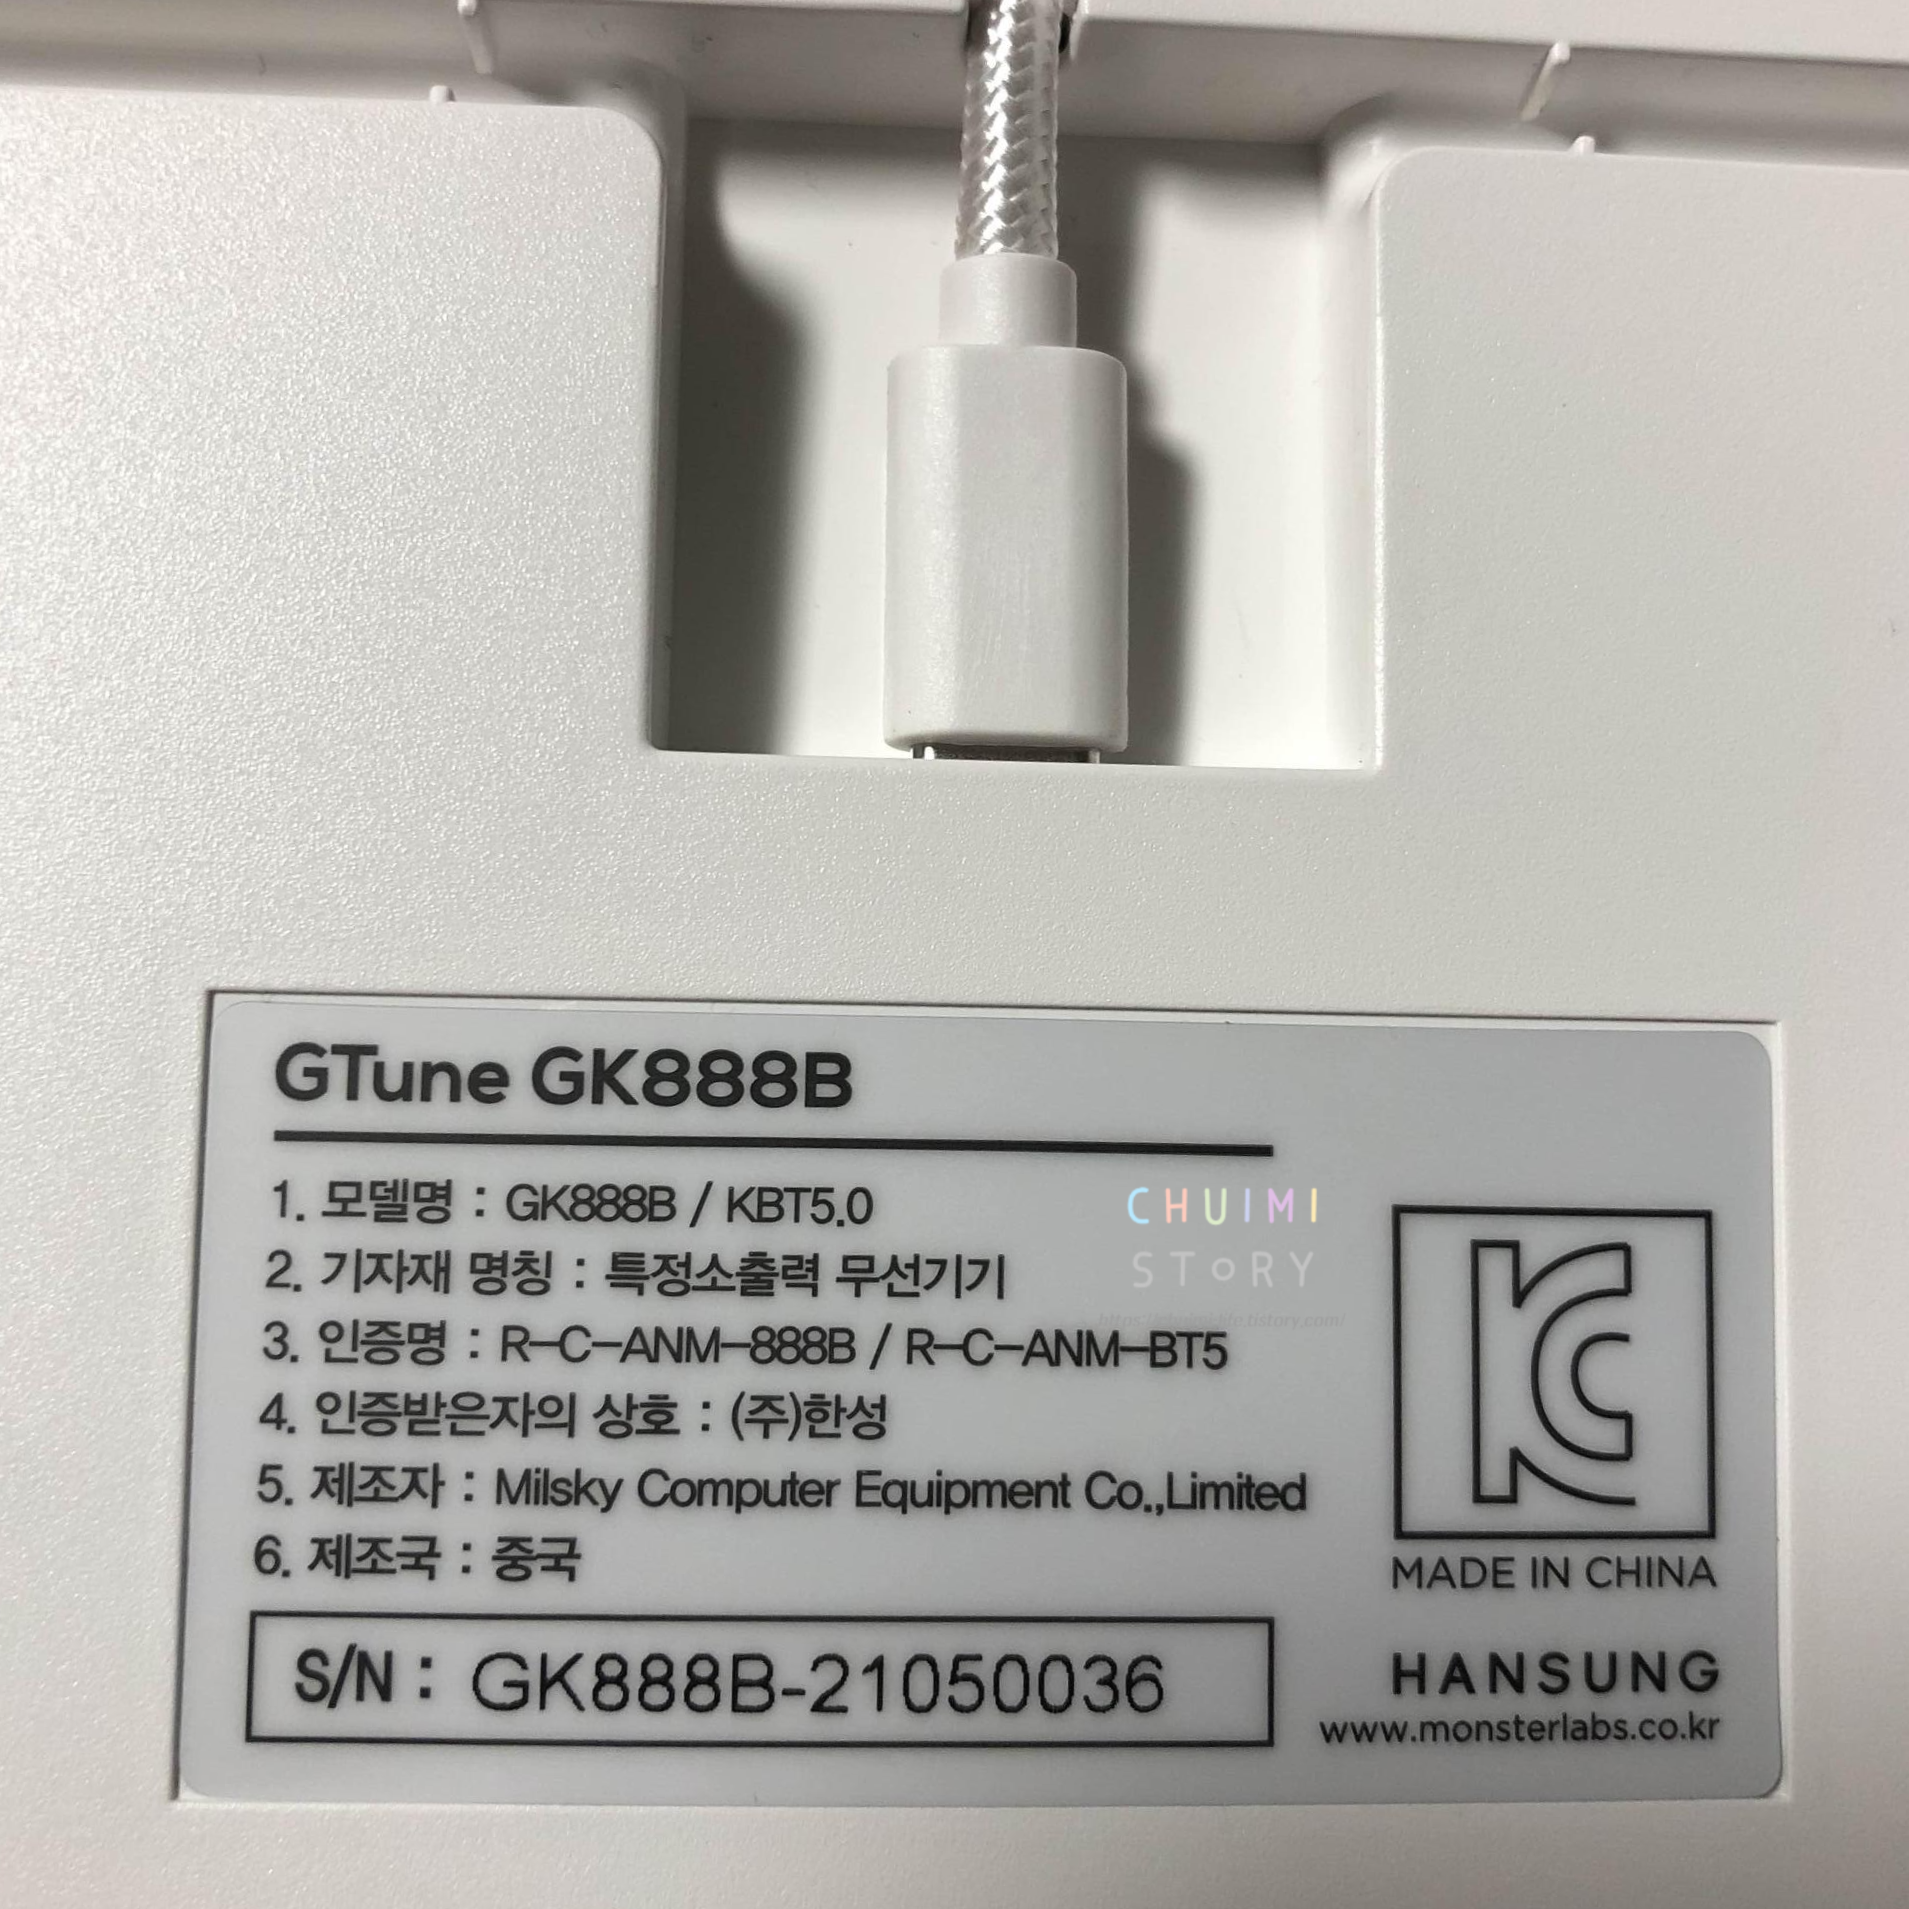 GTune GK888B
1. 모델명 : GK888B / KBT5.0
2. 기자재 명칭 : 특정소출력 무선기기
3. 인증명 : R-C-ANM-888B / R-C-ANM-BT5
4. 인증받은자의 상호 : (주)한성
5. 제조자 : Milsky Computer Equipment Co.,Limited
6. 제조국 : 중국
S/N : GK888B-21050036
CHUIMI
SToRY
KC
MADE IN CHINA
HANSUNG
www.monsterlabs.co.kr